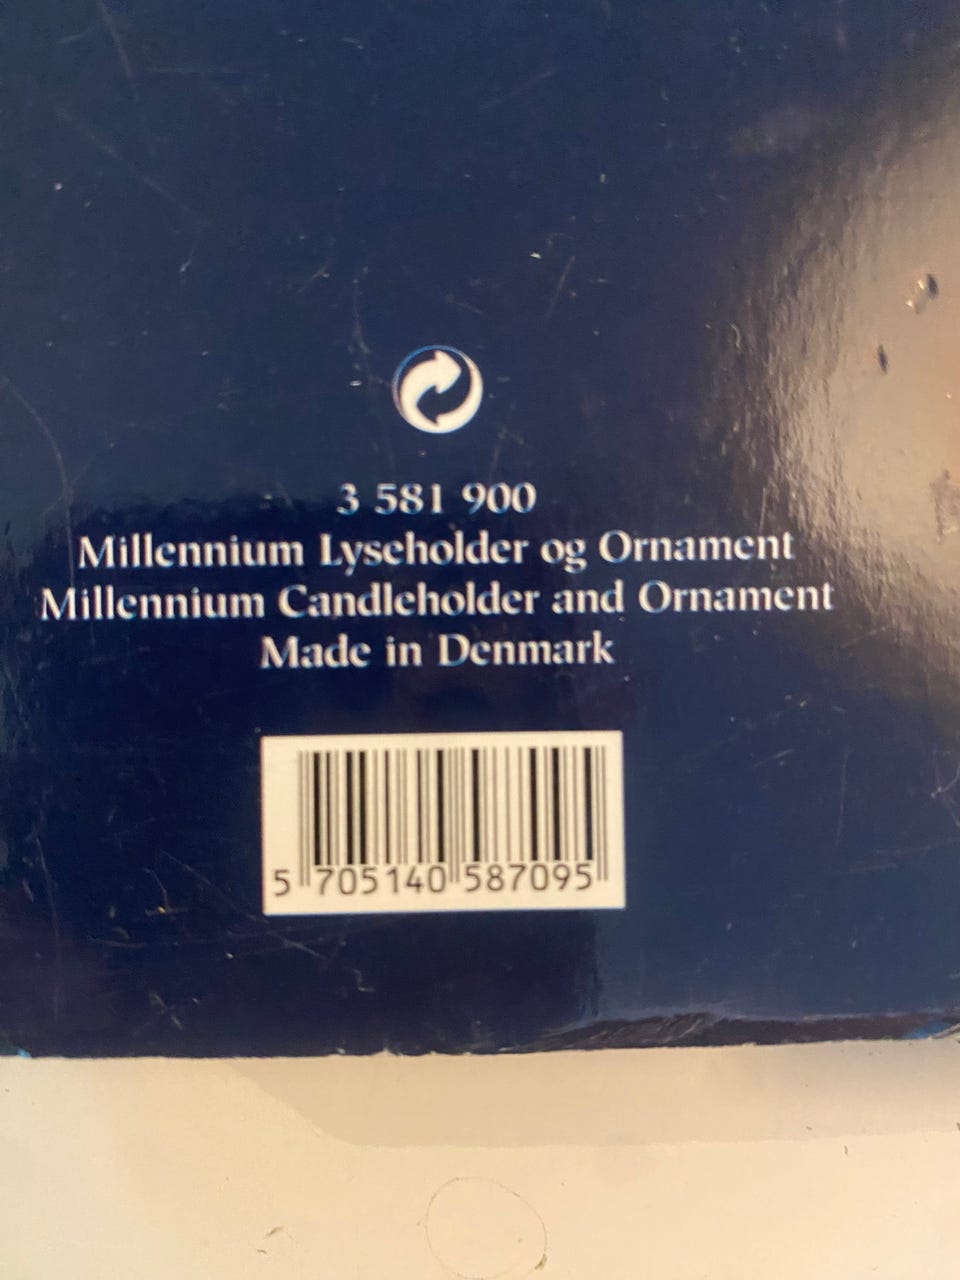 3 581 900
Millennium Lyseholder og Ornament
Millennium Candleholder and Ornament
Made in Denmark
5 705140 587095